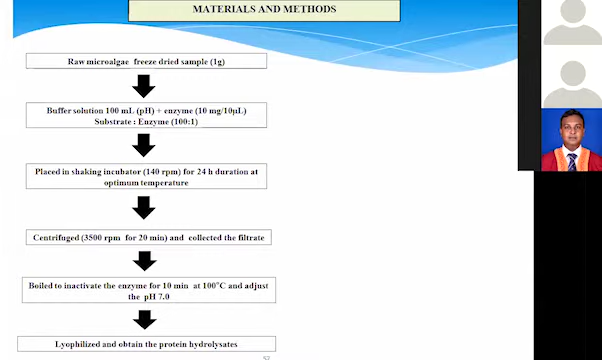 MATERIALS AND METHODS
Raw microalgae freeze dried sample (1g)
Buffer solution 100 mL (pH) + enzyme (10 mg/10µL)
Substrate : Enzyme (100:1)
Placed in shaking incubator (140 rpm) for 24 h duration at
optimum temperature
Centrifuged (3500 rpm for 20 min) and collected the filtrate
Boiled to inactivate the enzyme for 10 min at 100°C and adjust
the pH 7.0
Lyophilized and obtain the protein hydrolysates